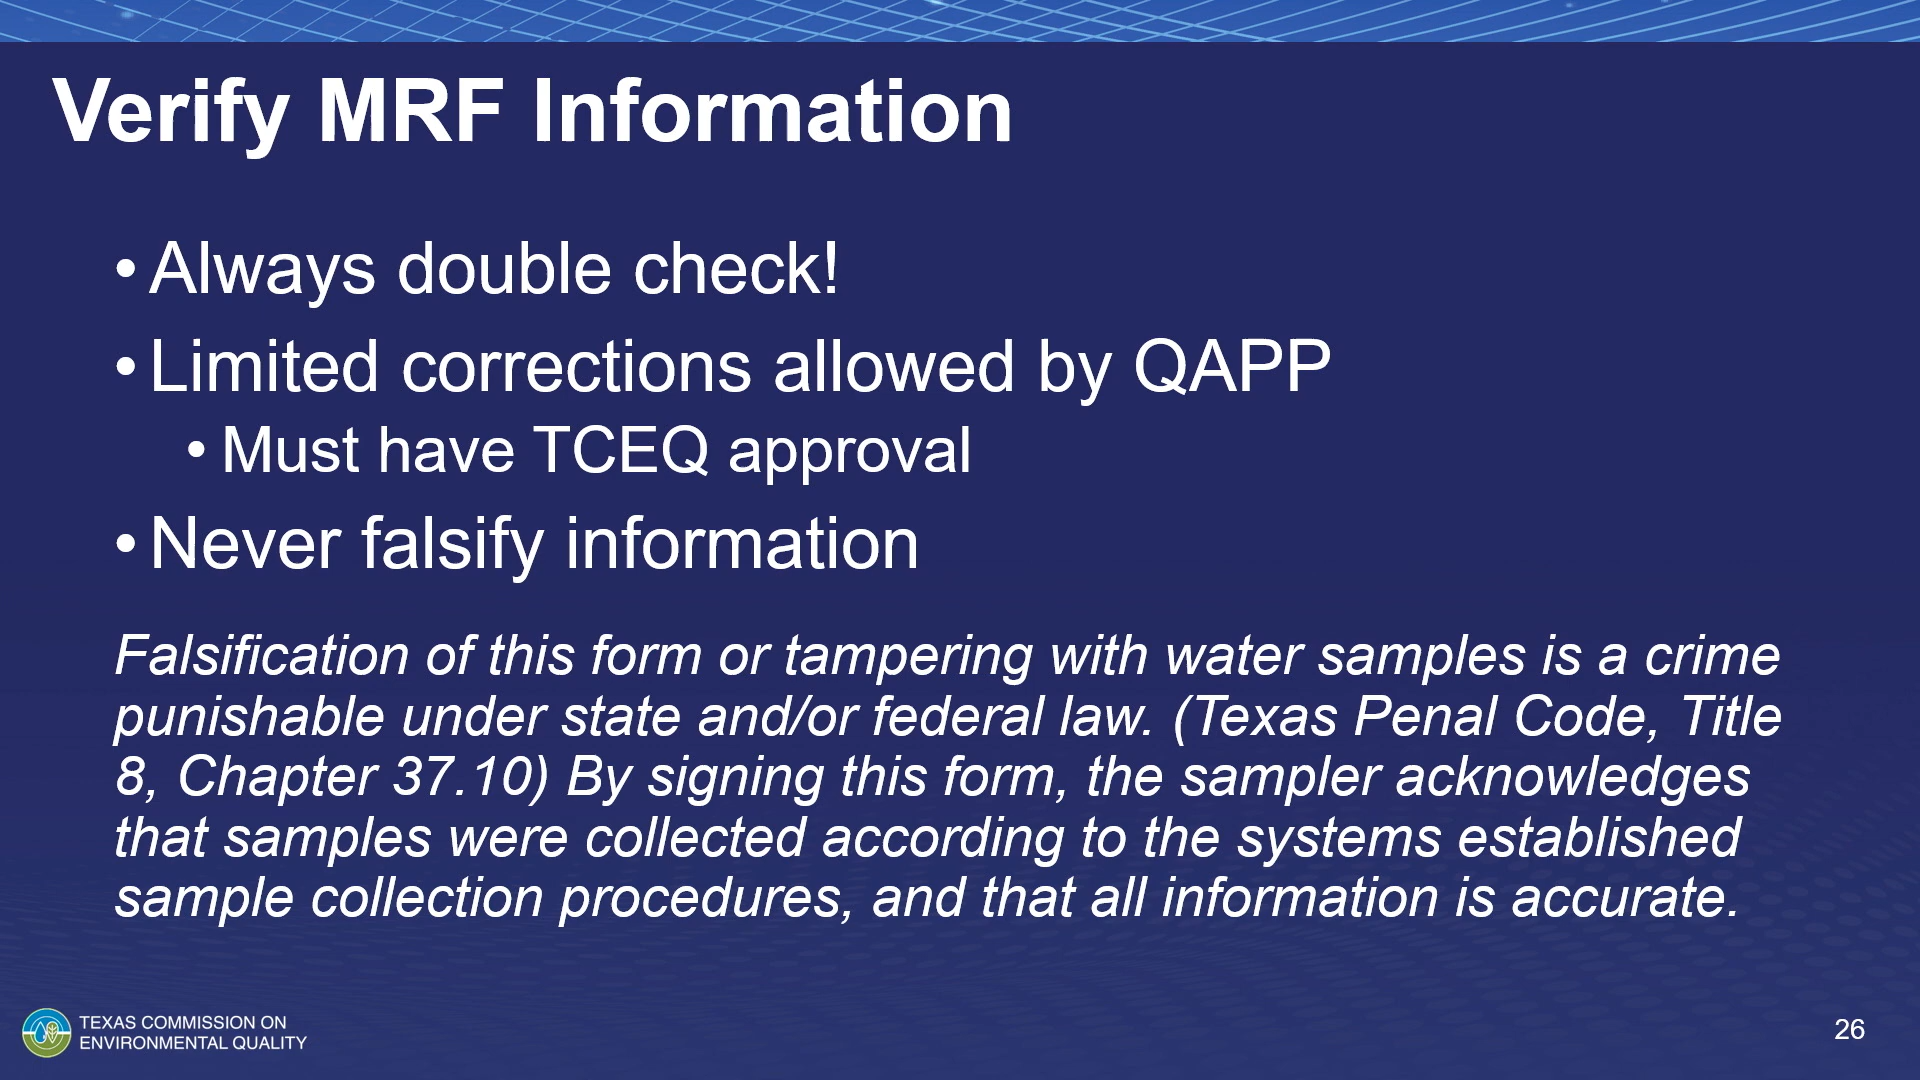 Verify MRF Information
• Always double check!
• Limited corrections allowed by QAPP
• Must have TCEQ approval
• Never falsify information
Falsification of this form or tampering with water samples is a crime
punishable under state and/or federal law. (Texas Penal Code, Title
8, Chapter 37.10) By signing this form, the sampler acknowledges
that samples were collected according to the systems established
sample collection procedures, and that all information is accurate.
TEXAS COMMISSION ON
ENVIRONMENTAL QUALITY
26